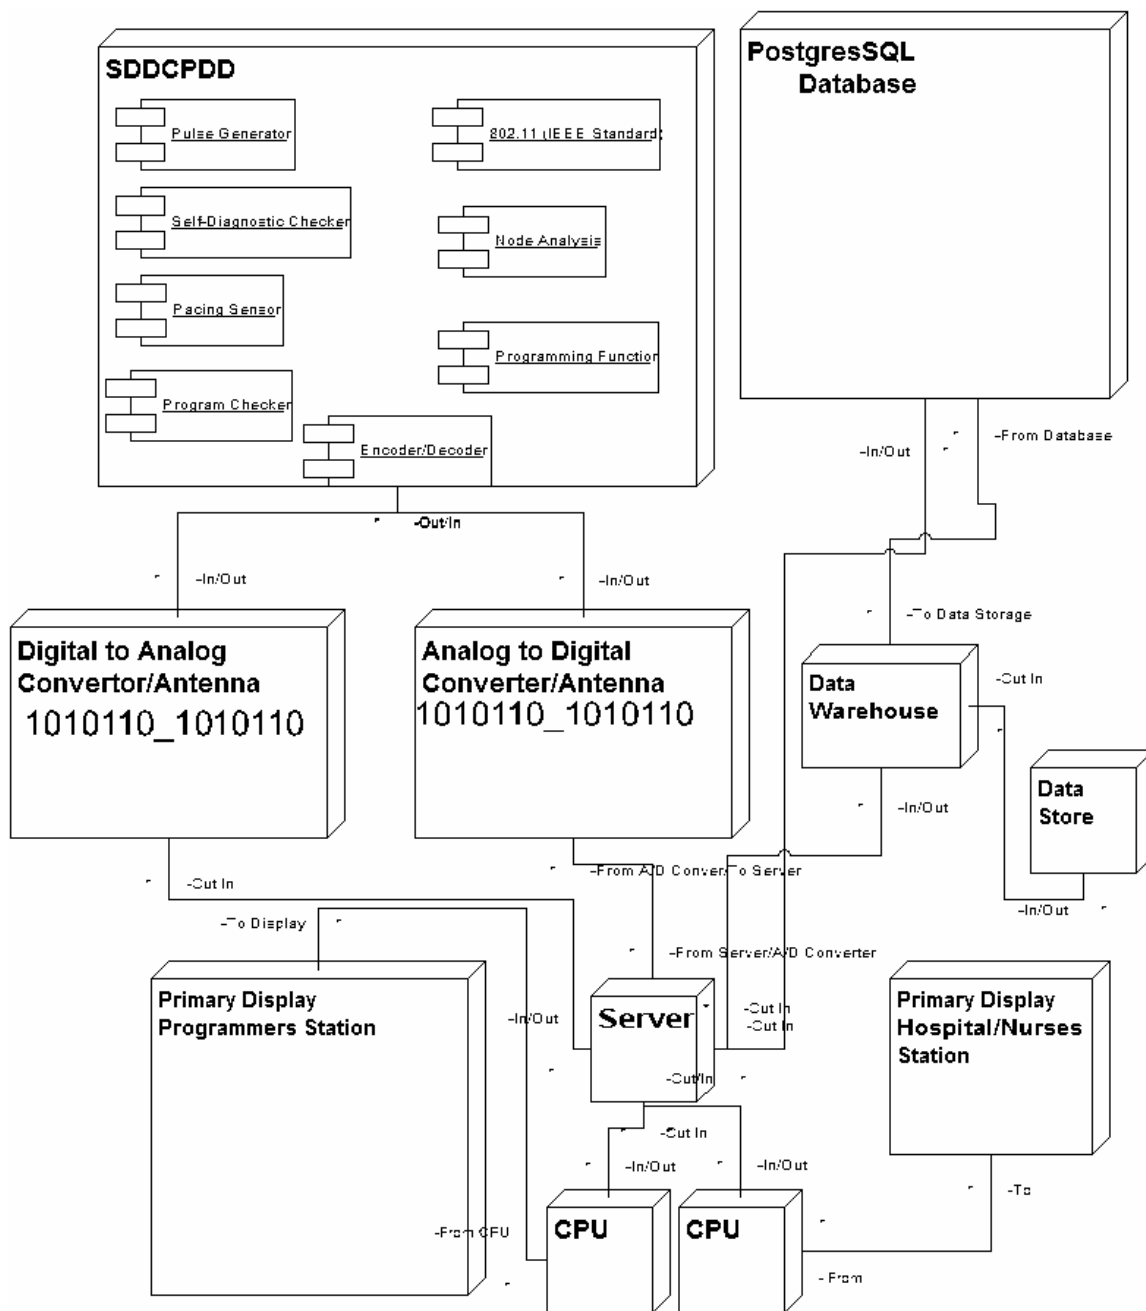 SDDCPDD
Pulse Generator
802.11 (IEEE Standard)
Self-Diagnostic Checker
Node Analysis
Pacing Sensor
Programming Function
Program Checker
Encoder/Decoder
PostgresSQL
Database
-In/Out
-From Database
-Out/In
-In/Out
-In/Out
-To Data Storage
Digital to Analog
Convertor/Antenna
1010110_1010110
Analog to Digital
Converter/Antenna
1010110_1010110
Data
Warehouse
-Out In
Data
Store
-In/Out
-In/Out
-Out In
-From A/D Conver/To Server
-To Display
-From Server/A/D Converter
Primary Display
Programmers Station
-In/Out
Server
-Out In
-Out In
-Out/In
Primary Display
Hospital/Nurses
Station
-Out In
-In/Out
-In/Out
-To
-From CPU
CPU
CPU
-From